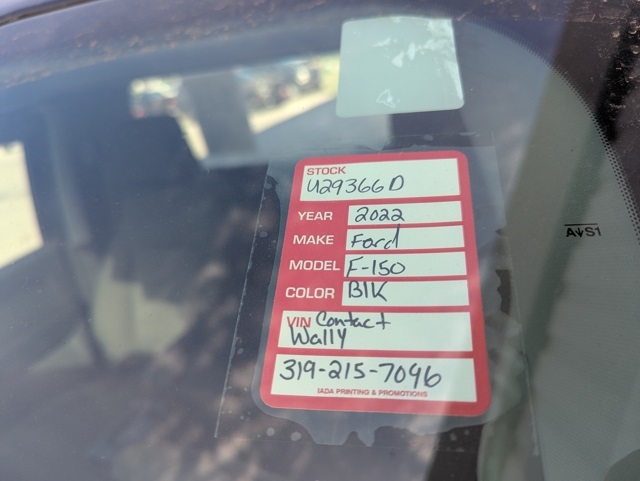 STOCK
U29366D
YEAR 2022
MAKE Ford
MODEL F-150
COLOR Blk
VIN Contact
Wally
319-215-7096
IADA PRINTING & PROMOTIONS
AS1